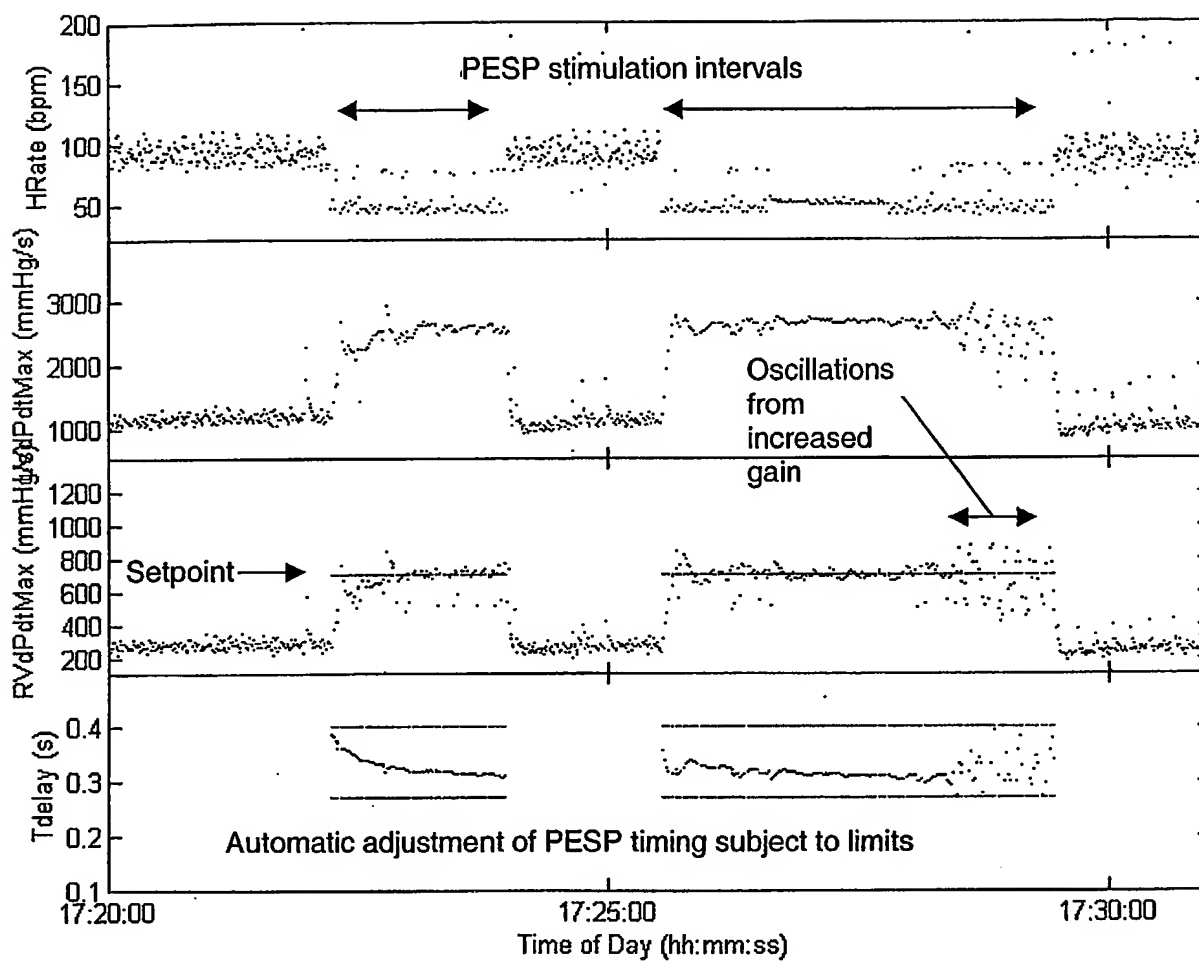 200
150
100
50
HRate (bpm)
PESP stimulation intervals
3000
2000
1000
dPdtMax (mmHg/s)
Oscillations
from
increased
gain
1200
1000
800
600
400
200
RVdPdtMax (mmHg
Setpoint
0.4
0.3
0.2
0.1
Tdelay (s)
Automatic adjustment of PESP timing subject to limits
17:20:00
17:25:00
17:30:00
Time of Day (hh:mm:ss)